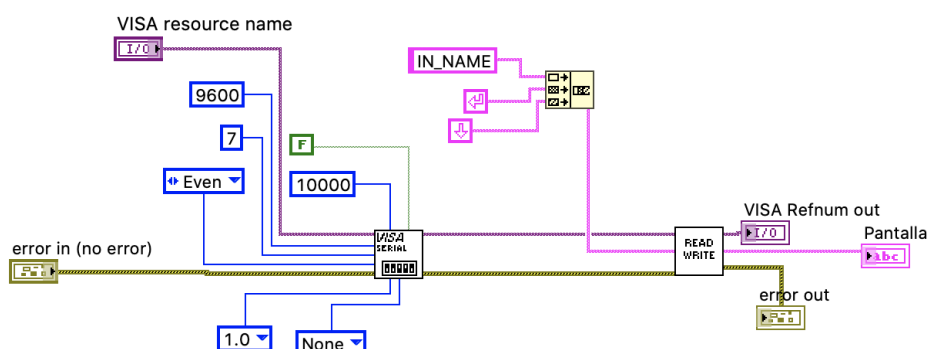 VISA resource name
I/O
IN_NAME
9600
7
F
Even
10000
VISA Refnum out
I/O
Pantalla
abc
error in (no error)
VISA
SERIAL
READ
WRITE
error out
1.0
None